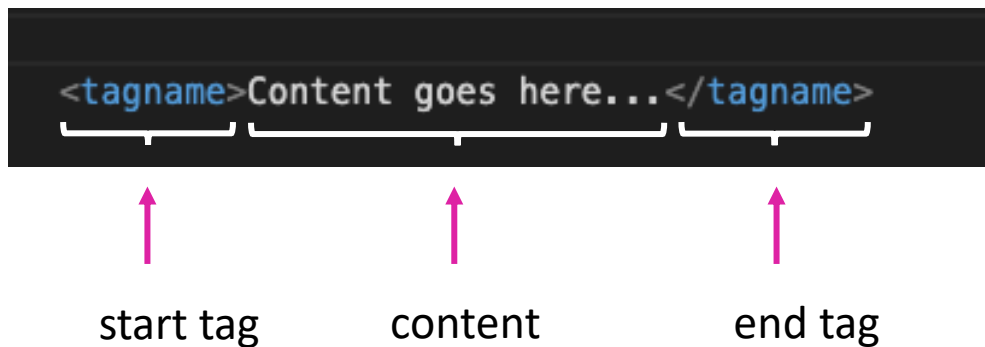 <tagname>Content goes here...</tagname>
start tag content end tag